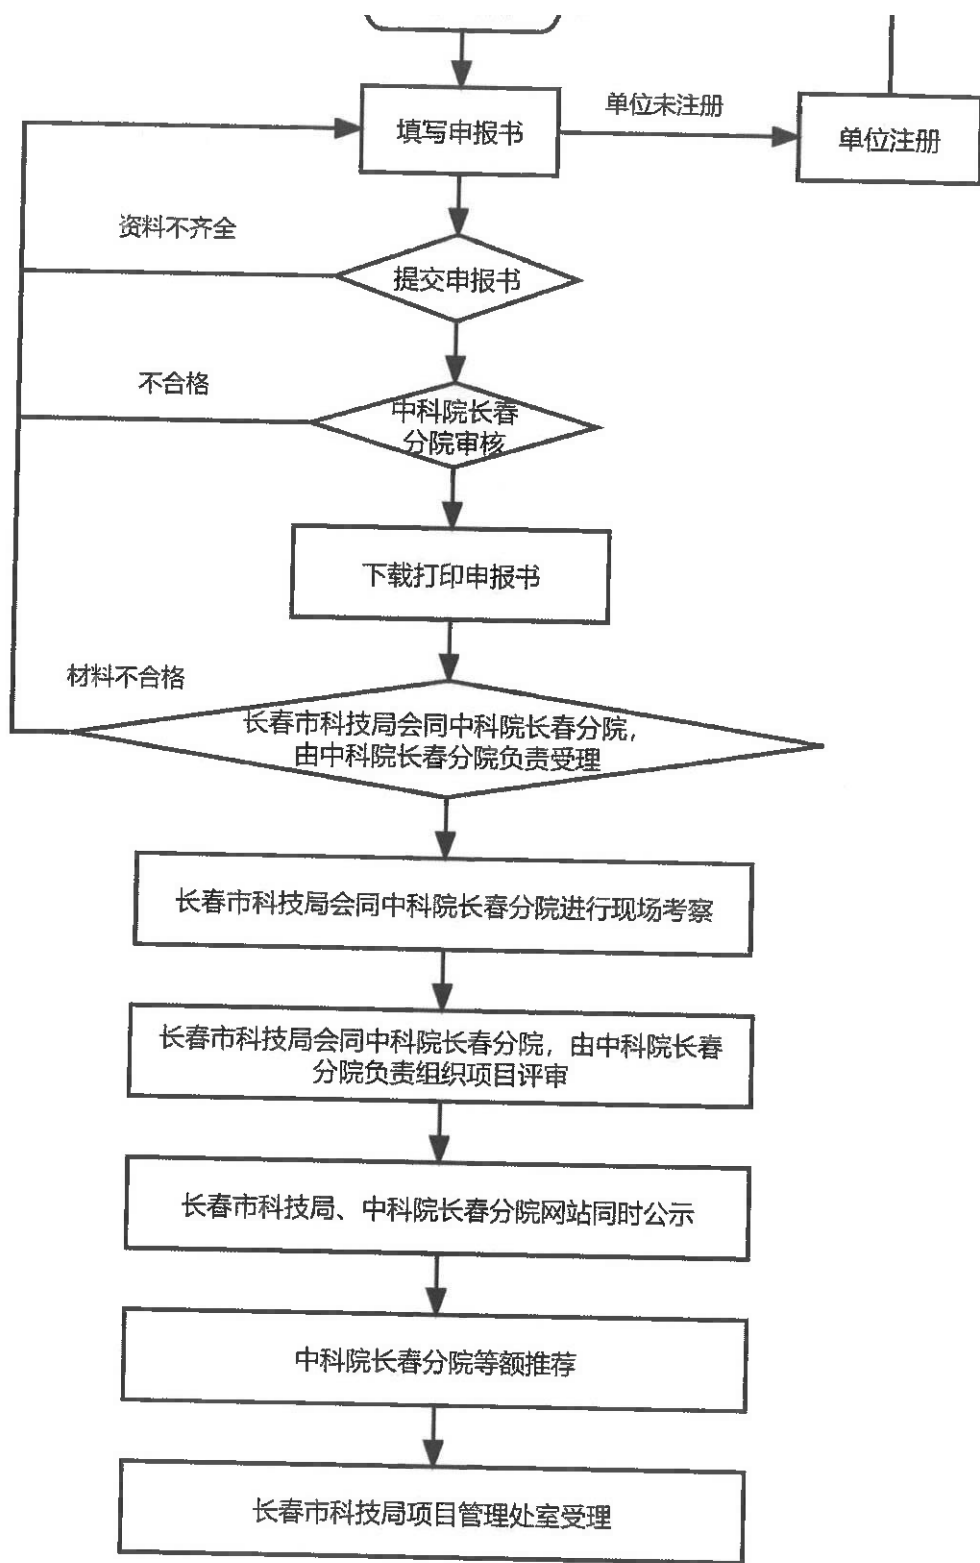 单位未注册
填写申报书
单位注册
资料不齐全
提交申报书
不合格
中科院长春
分院审核
下载打印申报书
材料不合格
长春市科技局会同中科院长春分院，
由中科院长春分院负责受理
长春市科技局会同中科院长春分院进行现场考察
长春市科技局会同中科院长春分院，由中科院长春
分院负责组织项目评审
长春市科技局、中科院长春分院网站同时公示
中科院长春分院等额推荐
长春市科技局项目管理处室受理